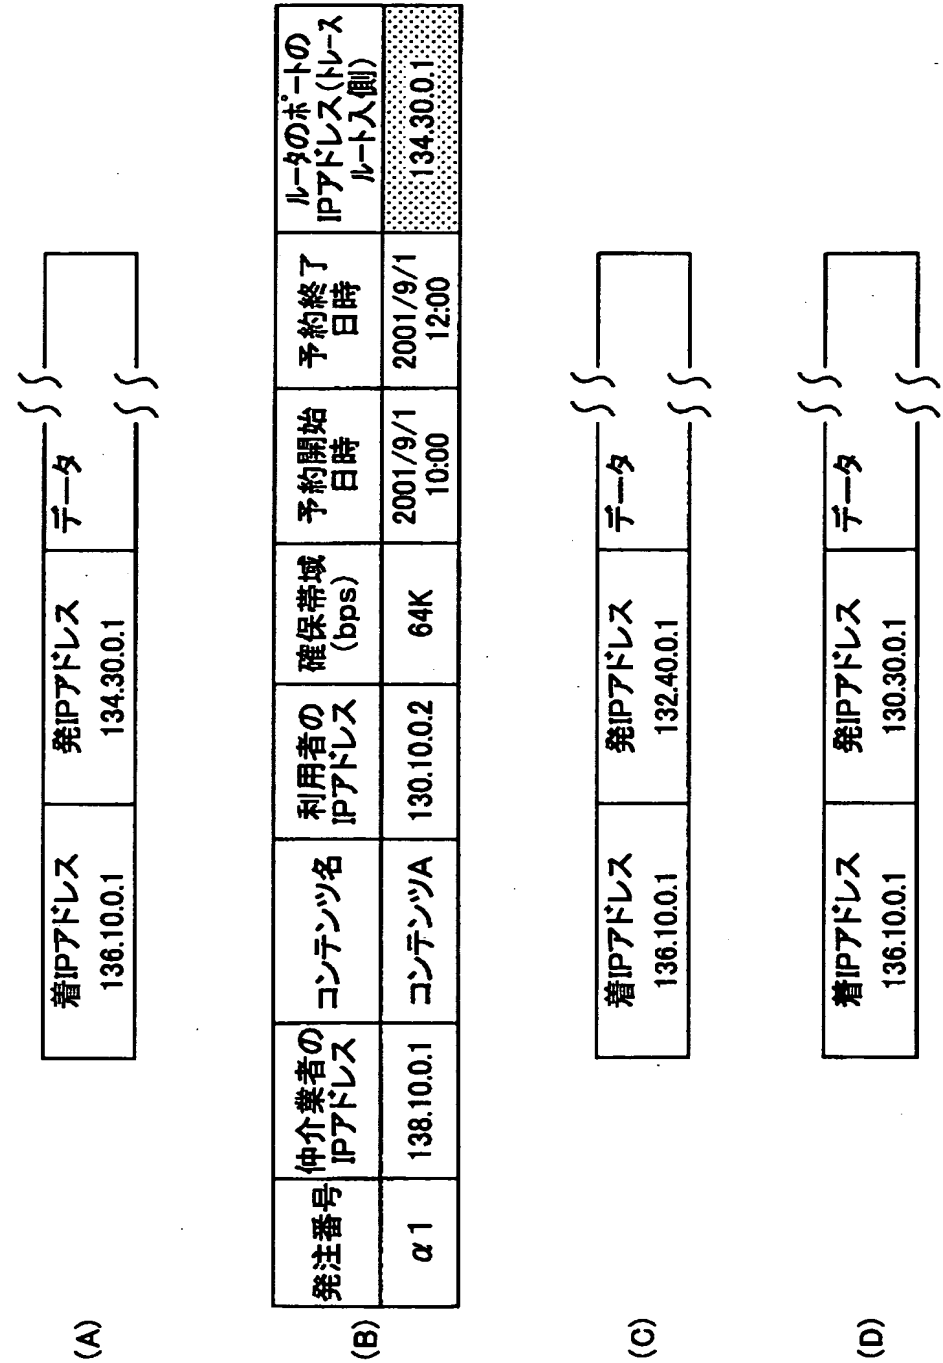 (A)
着IPアドレス
136.10.0.1
発IPアドレス
134.30.0.1
データ
(B)
発注番号
仲介業者の
IPアドレス
コンテンツ名
利用者の
IPアドレス
確保帯域
(bps)
予約開始
日時
予約終了
日時
ルータのポートの
IPアドレス(トレース
ルート入側)
α1
138.10.0.1
コンテンツA
130.10.0.2
64K
2001/9/1
10:00
2001/9/1
12:00
134.30.0.1
(C)
着IPアドレス
136.10.0.1
発IPアドレス
132.40.0.1
データ
(D)
着IPアドレス
136.10.0.1
発IPアドレス
130.30.0.1
データ